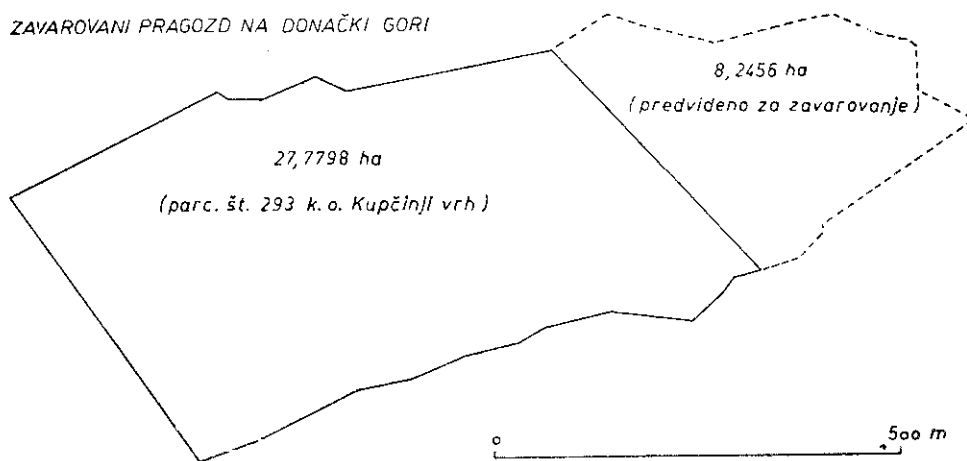 ZAVAROVANI PRAGOZD NA DONAČKI GORI
8,2456 ha
(predvideno za zavarovanje)
27,7798 ha
(parc. št. 293 k.o. Kupčinji vrh)
0 500 m